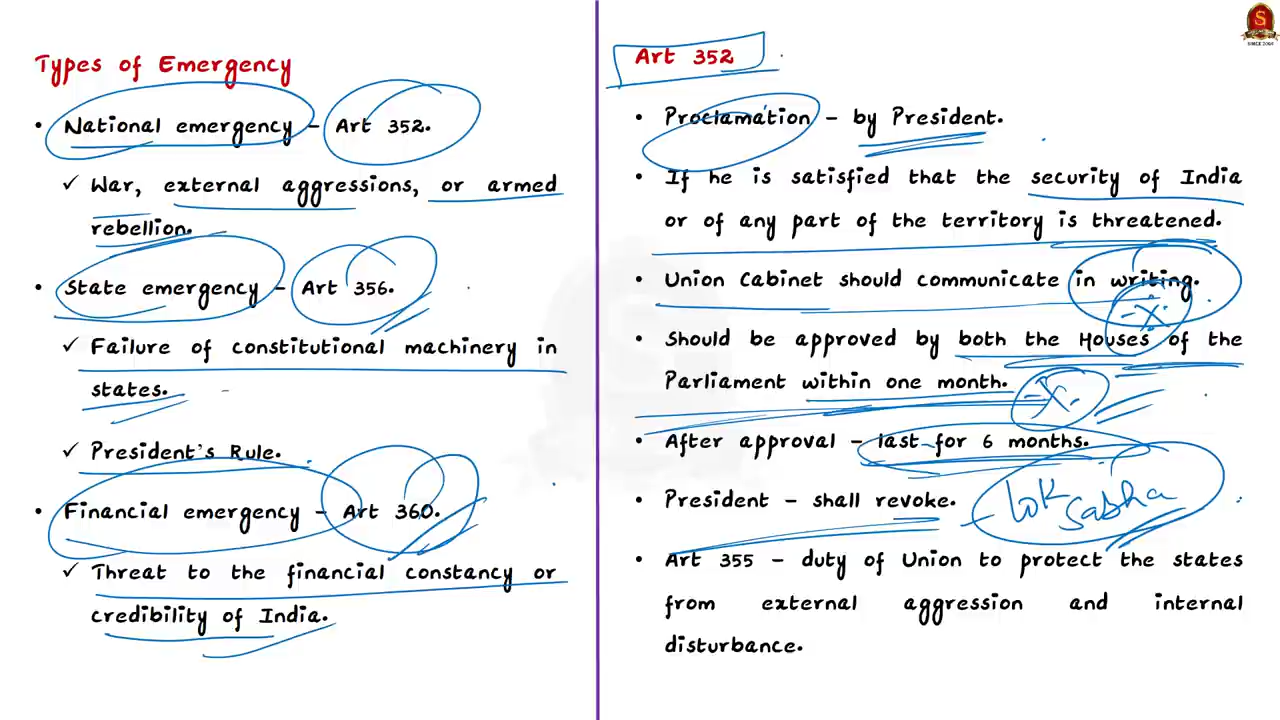 Types of Emergency
• National emergency - Art 352.
✓ War, external aggressions, or armed
rebellion.
• State emergency - Art 356.
✓ Failure of constitutional machinery in
states.
✓ President's Rule.
• Financial emergency - Art 360.
✓ Threat to the financial constancy or
credibility of India.
Art 352
• Proclamation - by President.
• If he is satisfied that the security of India
or of any part of the territory is threatened.
• Union Cabinet should communicate in writing.
- X.
• Should be approved by both the Houses of the
Parliament within one month. - X.
• After approval - last for 6 months.
• President - shall revoke. - lok
sabha
• Art 355 - duty of Union to protect the states
from external aggression and internal
disturbance.
S
SINCE 2004